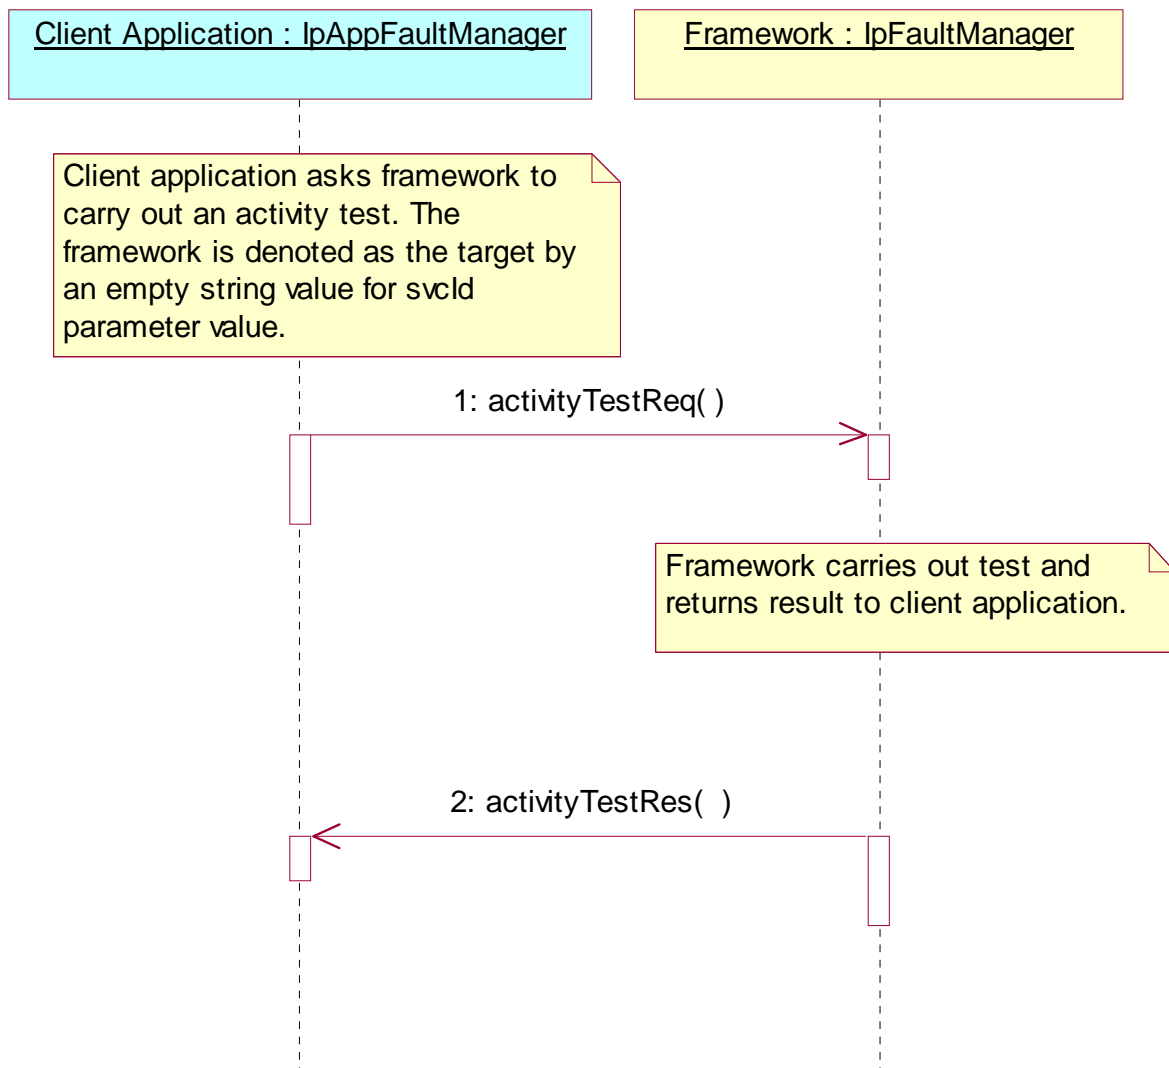 Client Application : IpAppFaultManager
Framework : IpFaultManager
Client application asks framework to
carry out an activity test. The
framework is denoted as the target by
an empty string value for svcId
parameter value.
1: activityTestReq( )
Framework carries out test and
returns result to client application.
2: activityTestRes(  )